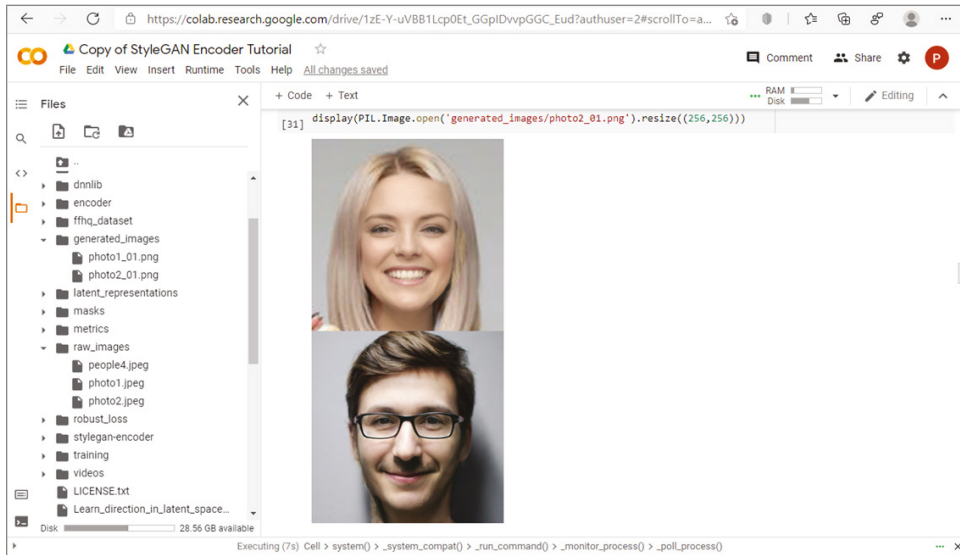 https://colab.research.google.com/drive/1zE-Y-uVBB1Lcp0Et_GGpIDvvpGGC_Eud?authuser=2#scrollTo=a...
CO
Copy of StyleGAN Encoder Tutorial
Comment
Share
P
File Edit View Insert Runtime Tools Help All changes saved
Files
+ Code + Text
RAM
Disk
Editing
[31]
display(PIL.Image.open('generated_images/photo2_01.png').resize((256,256)))
..
dnnlib
encoder
ffhq_dataset
generated_images
photo1_01.png
photo2_01.png
latent_representations
masks
metrics
raw_images
people4.jpeg
photo1.jpeg
photo2.jpeg
robust_loss
stylegan-encoder
training
videos
LICENSE.txt
Learn_direction_in_latent_space...
Disk 28.56 GB available
Executing (7s) Cell > system() > _system_compat() > _run_command() > _monitor_process() > _poll_process()